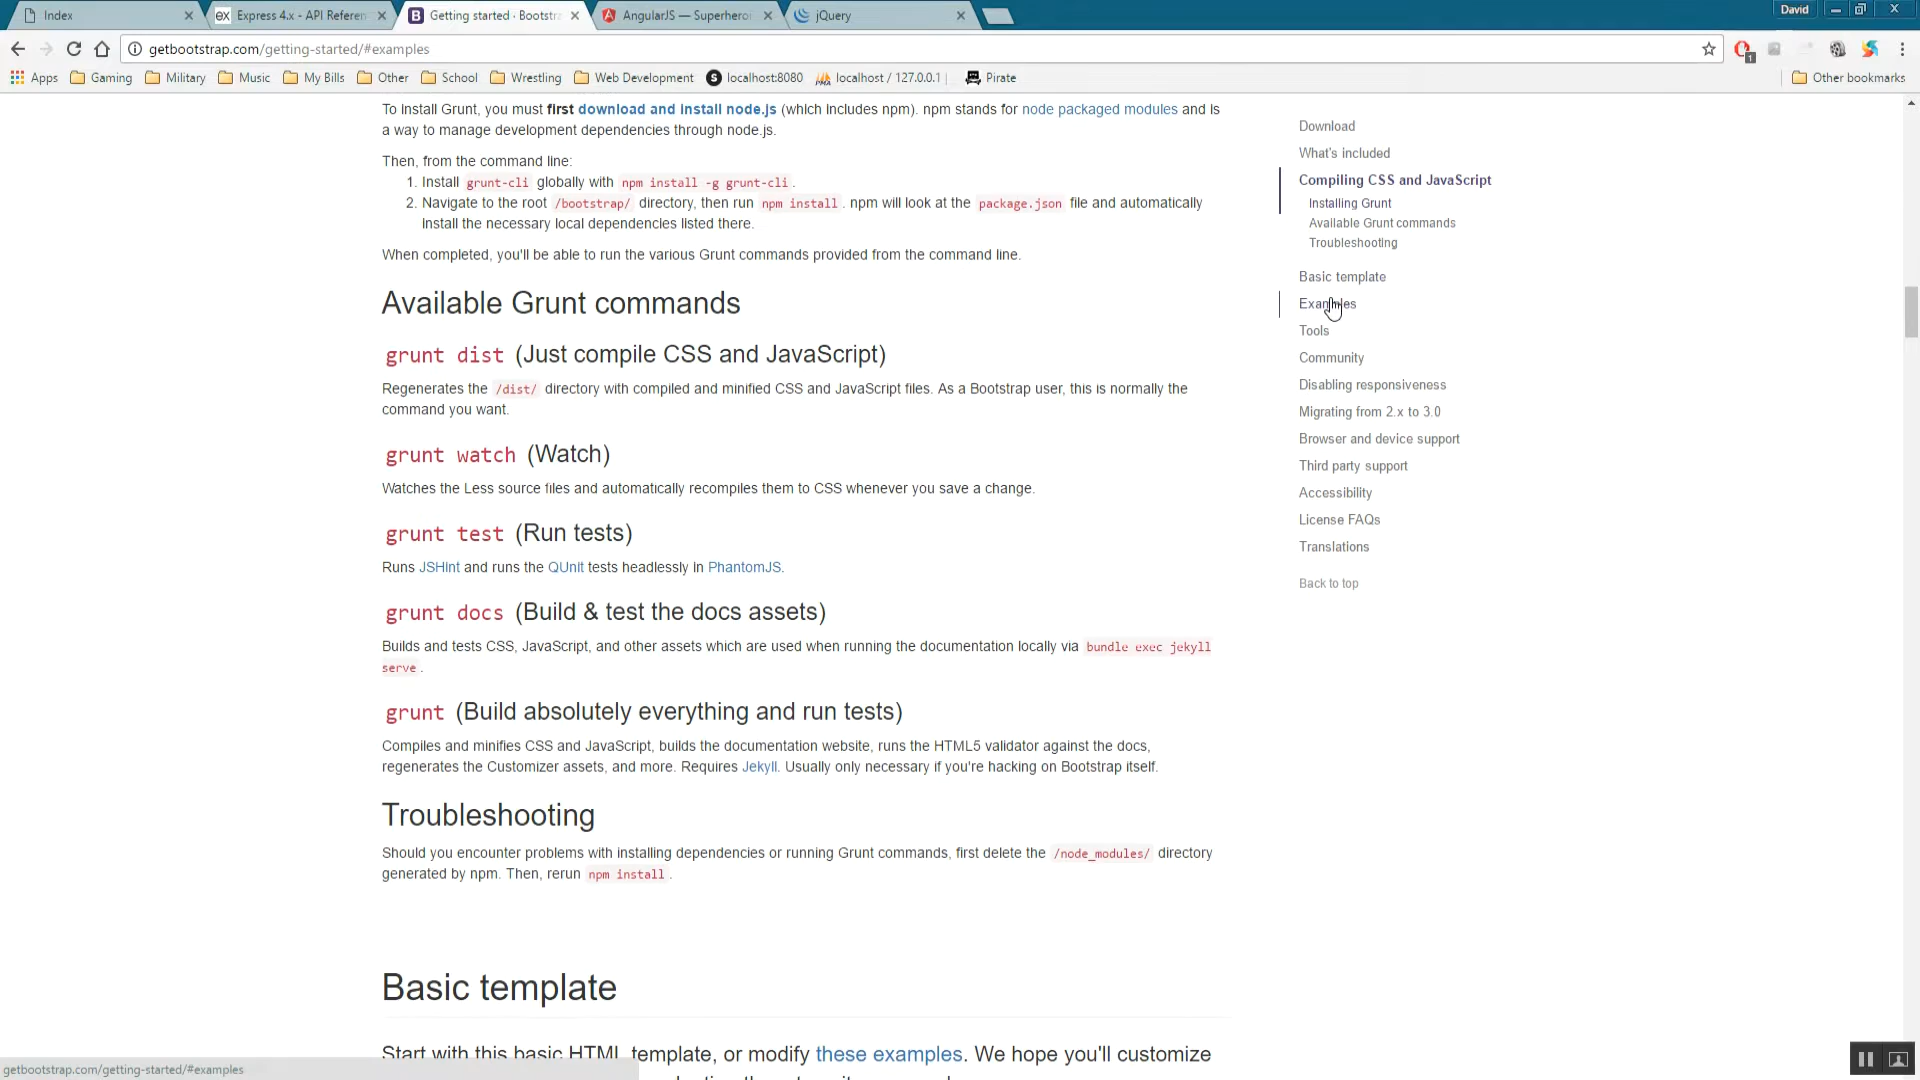 Index
Express 4.x - API Referen
Getting started · Bootstra
AngularJS — Superhero
jQuery
David
getbootstrap.com/getting-started/#examples
1
Apps
Gaming
Military
Music
My Bills
Other
School
Wrestling
Web Development
localhost:8080
localhost / 127.0.0.1 |
Pirate
Other bookmarks
To install Grunt, you must first download and install node.js (which includes npm). npm stands for node packaged modules and is
a way to manage development dependencies through node.js.
Then, from the command line:
1. Install grunt-cli globally with npm install -g grunt-cli.
2. Navigate to the root /bootstrap/ directory, then run npm install. npm will look at the package.json file and automatically
install the necessary local dependencies listed there.
When completed, you'll be able to run the various Grunt commands provided from the command line.
Available Grunt commands
grunt dist (Just compile CSS and JavaScript)
Regenerates the /dist/ directory with compiled and minified CSS and JavaScript files. As a Bootstrap user, this is normally the
command you want.
grunt watch (Watch)
Watches the Less source files and automatically recompiles them to CSS whenever you save a change.
grunt test (Run tests)
Runs JSHint and runs the QUnit tests headlessly in PhantomJS.
grunt docs (Build & test the docs assets)
Builds and tests CSS, JavaScript, and other assets which are used when running the documentation locally via bundle exec jekyll
serve.
grunt (Build absolutely everything and run tests)
Compiles and minifies CSS and JavaScript, builds the documentation website, runs the HTML5 validator against the docs,
regenerates the Customizer assets, and more. Requires Jekyll. Usually only necessary if you're hacking on Bootstrap itself.
Troubleshooting
Should you encounter problems with installing dependencies or running Grunt commands, first delete the /node_modules/ directory
generated by npm. Then, rerun npm install.
Basic template
Start with this basic HTML template, or modify these examples. We hope you'll customize
Download
What's included
Compiling CSS and JavaScript
Installing Grunt
Available Grunt commands
Troubleshooting
Basic template
Examples
Tools
Community
Disabling responsiveness
Migrating from 2.x to 3.0
Browser and device support
Third party support
Accessibility
License FAQs
Translations
Back to top
getbootstrap.com/getting-started/#examples